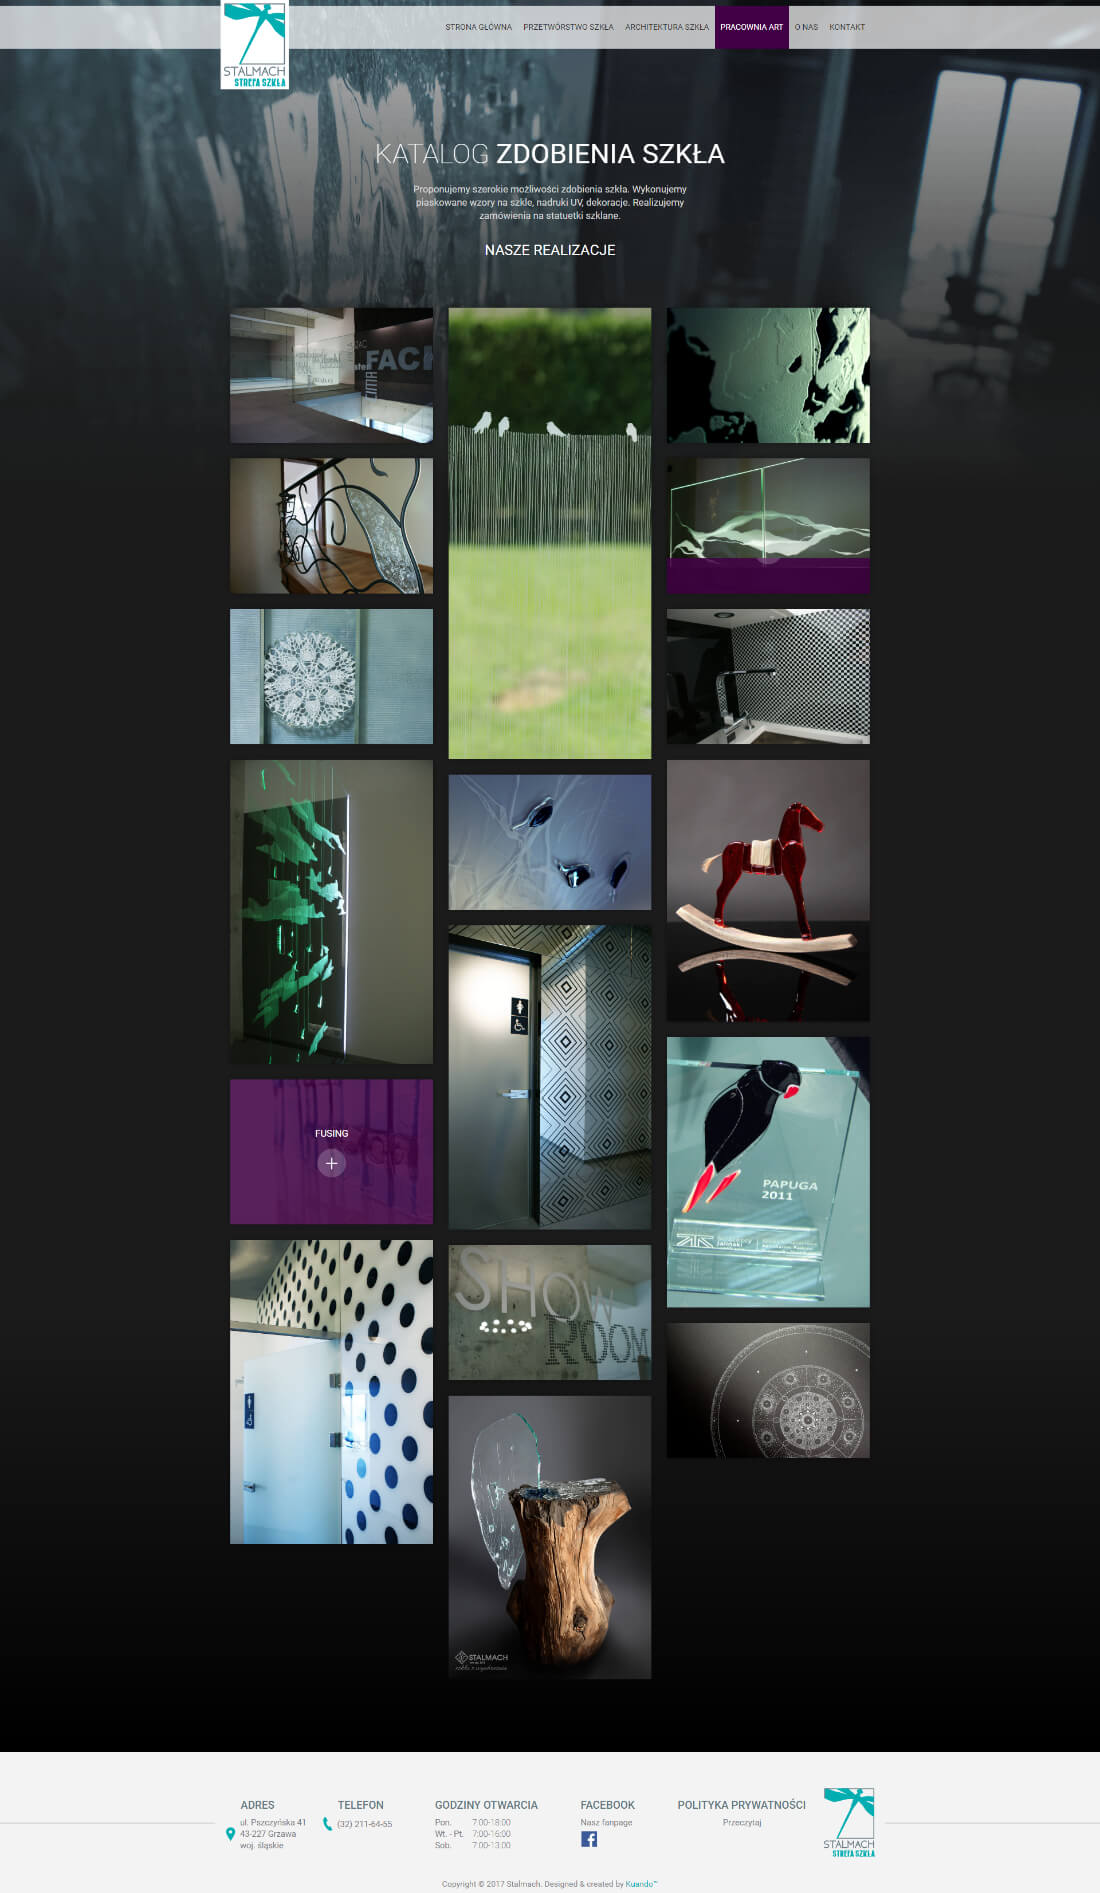 STALMACH
STREFA SZKŁA
STRONA GŁÓWNA
PRZETWÓRSTWO SZKŁA
ARCHITEKTURA SZKŁA
PRACOWNIA ART
O NAS
KONTAKT
KATALOG ZDOBIENIA SZKŁA
Proponujemy szerokie możliwości zdobienia szkła. Wykonujemy
piaskowane wzory na szkle, nadruki UV, dekoracje. Realizujemy
zamówienia na statuetki szklane.
NASZE REALIZACJE
FUSING
PAPUGA
2011
SHOW
ROOM
STALMACH
ADRES
ul. Pszczyńska 41
43-227 Grzawa
woj. śląskie
TELEFON
(32) 211-64-55
GODZINY OTWARCIA
Pon. 7:00-18:00
Wt. - Pt. 7:00-16:00
Sob. 7:00-13:00
FACEBOOK
Nasz fanpage
POLITYKA PRYWATNOŚCI
Przeczytaj
STALMACH
STREFA SZKŁA
Copyright © 2017 Stalmach. Designed & created by Kuando™